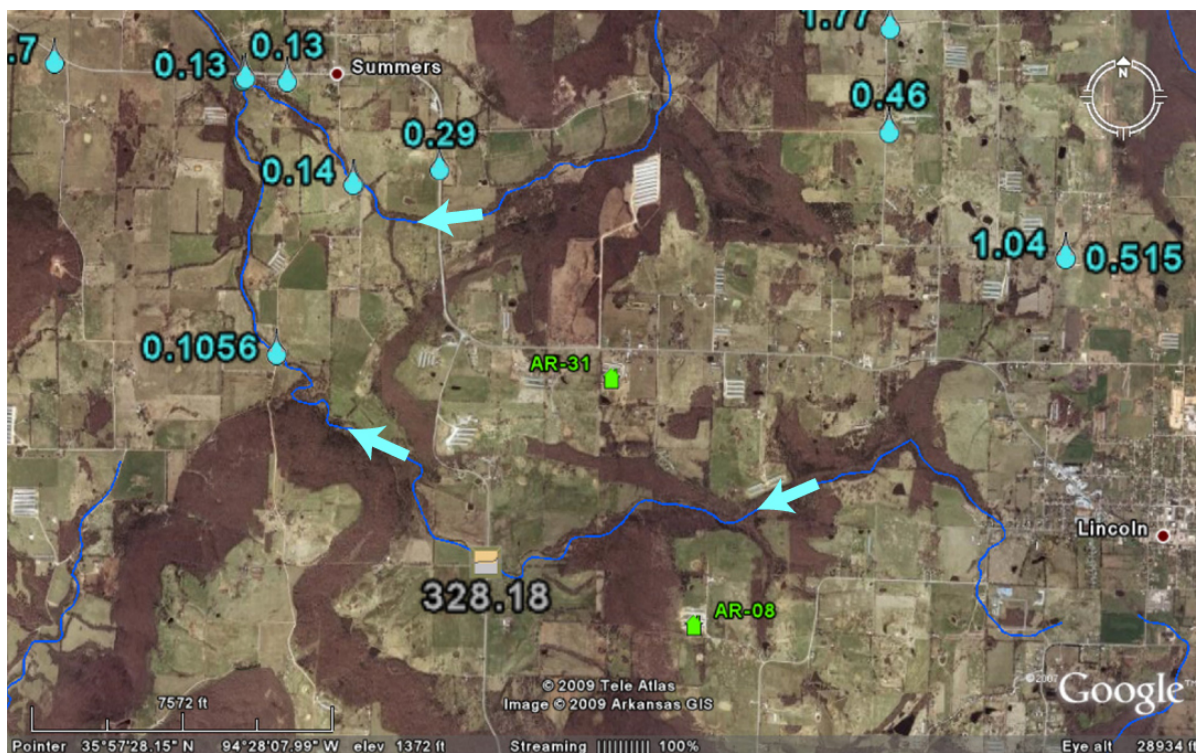 1.77
.7
0.13
0.13
Summers
N
0.46
0.29
0.14
1.04
0.515
0.1056
AR-31
Lincoln
328.18
AR-08
© 2009 Tele Atlas
Image © 2009 Arkansas GIS
©2007 Google™
7572 ft
Pointer 35°57'28.15" N 94°28'07.99" W elev 1372 ft Streaming |||||||||| 100% Eye alt 28934 ft